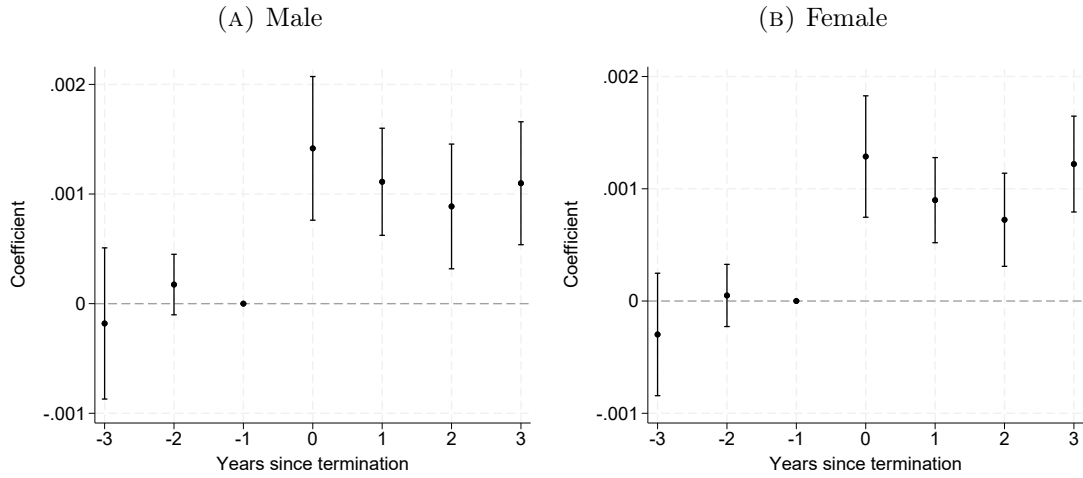 (A) Male
.002
.001
0
-.001
Coefficient
-3 -2 -1 0 1 2 3
Years since termination
(B) Female
.002
.001
0
-.001
Coefficient
-3 -2 -1 0 1 2 3
Years since termination